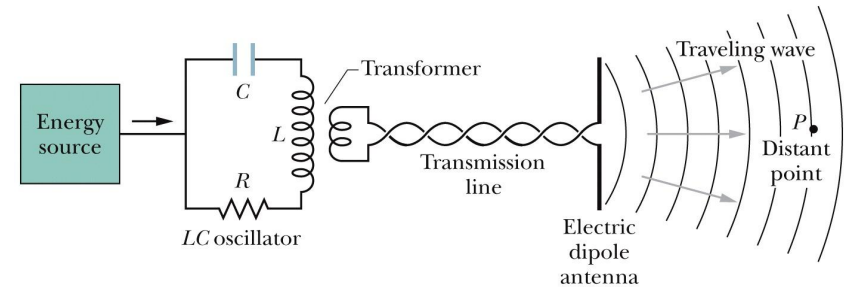 Energy
source
C
L
R
LC oscillator
Transformer
Transmission
line
Electric
dipole
antenna
Traveling wave
P
Distant
point